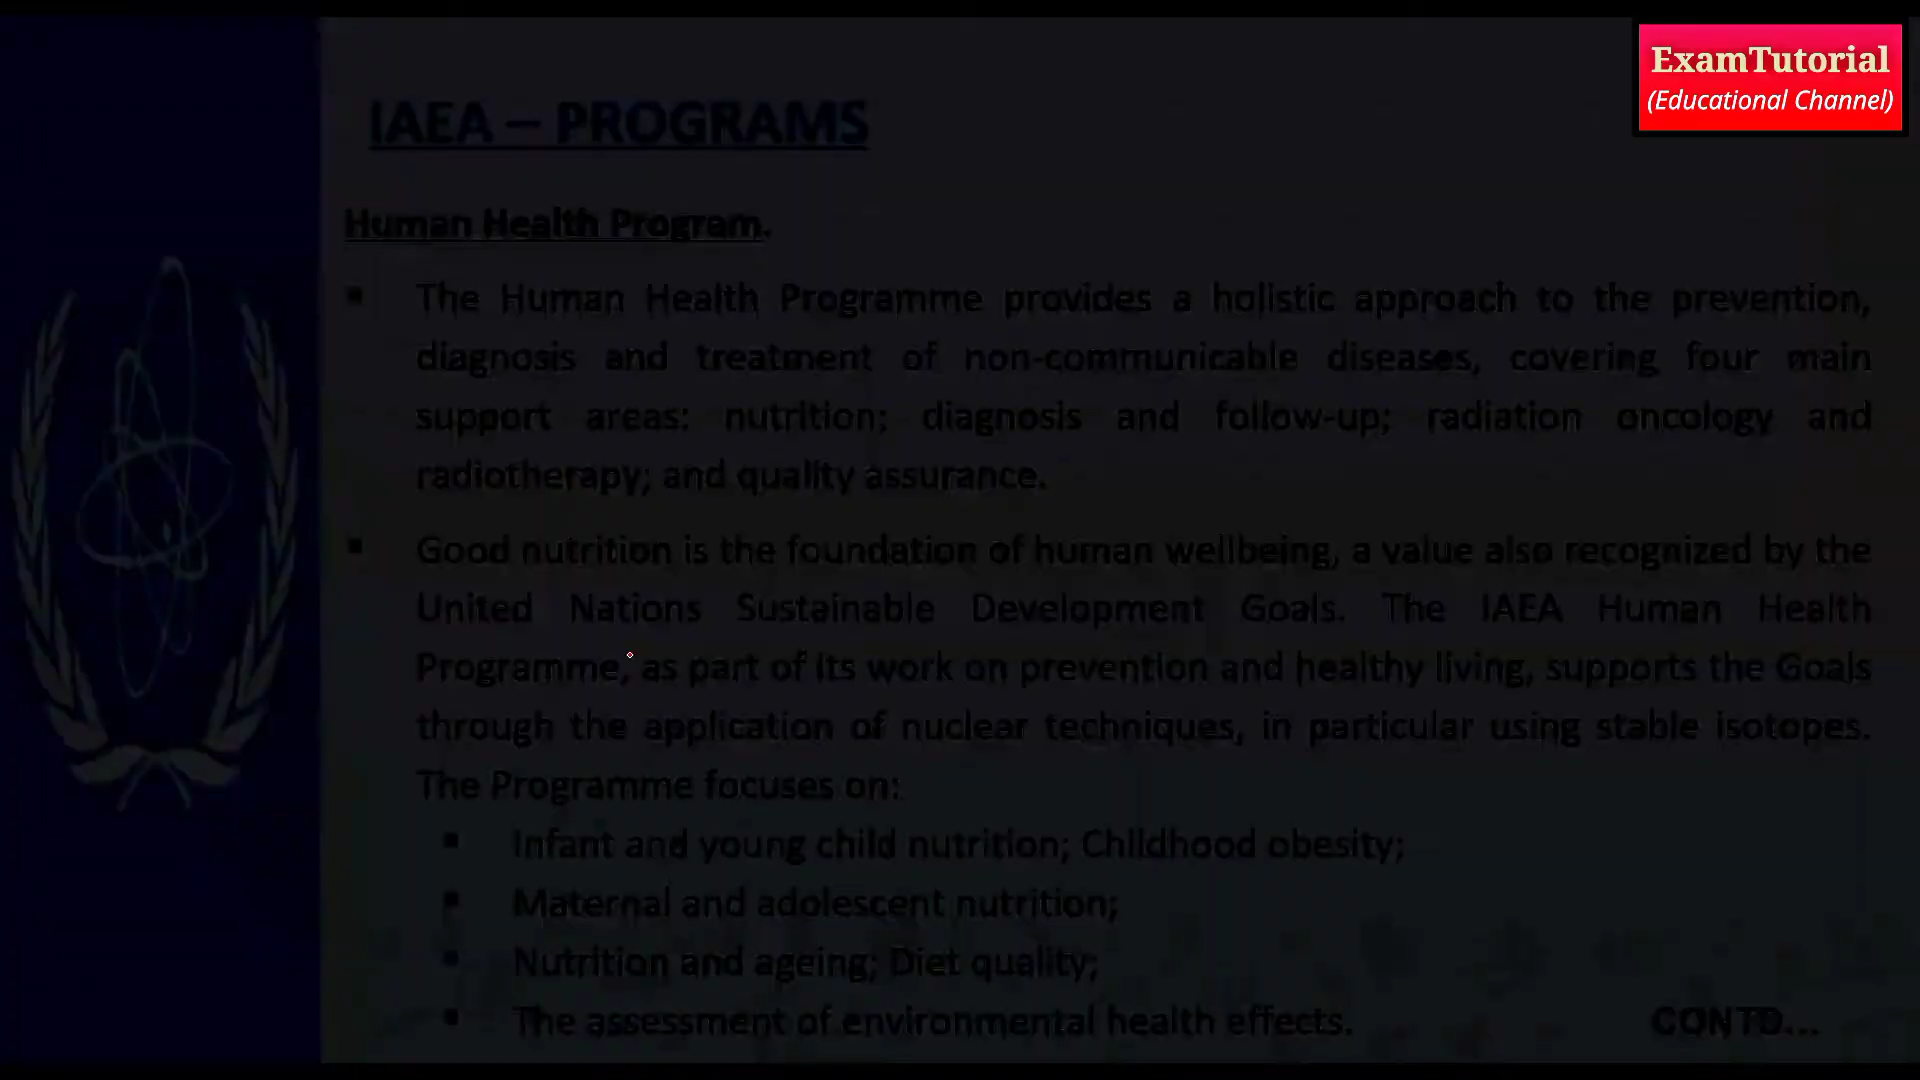 ExamTutorial
(Educational Channel)
IAEA – PROGRAMS
Human Health Program.
▪ The Human Health Programme provides a holistic approach to the prevention,
diagnosis and treatment of non-communicable diseases, covering four main
support areas: nutrition; diagnosis and follow-up; radiation oncology and
radiotherapy; and quality assurance.
▪ Good nutrition is the foundation of human wellbeing, a value also recognized by the
United Nations Sustainable Development Goals. The IAEA Human Health
Programme, as part of its work on prevention and healthy living, supports the Goals
through the application of nuclear techniques, in particular using stable isotopes.
The Programme focuses on:
▪ Infant and young child nutrition; Childhood obesity;
▪ Maternal and adolescent nutrition;
▪ Nutrition and ageing; Diet quality;
▪ The assessment of environmental health effects.
CONTD...